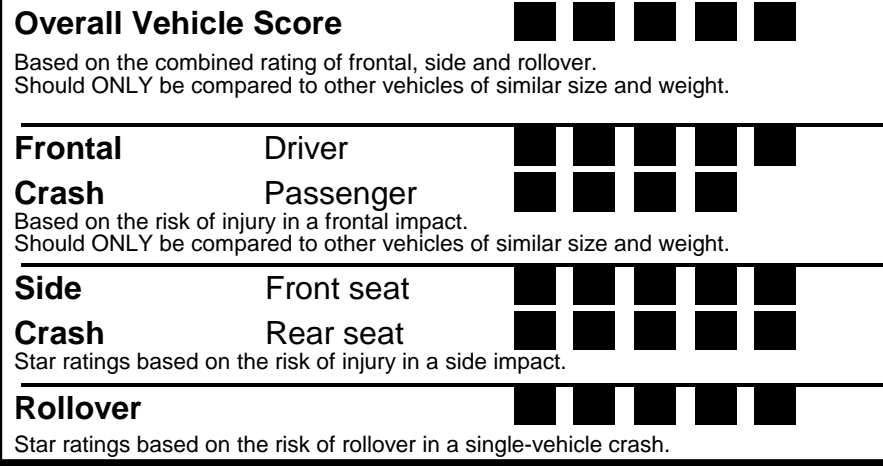 Overall Vehicle Score
Based on the combined rating of frontal, side and rollover.
Should ONLY be compared to other vehicles of similar size and weight.
Frontal Driver
Crash Passenger
Based on the risk of injury in a frontal impact.
Should ONLY be compared to other vehicles of similar size and weight.
Side Front seat
Crash Rear seat
Star ratings based on the risk of injury in a side impact.
Rollover
Star ratings based on the risk of rollover in a single-vehicle crash.